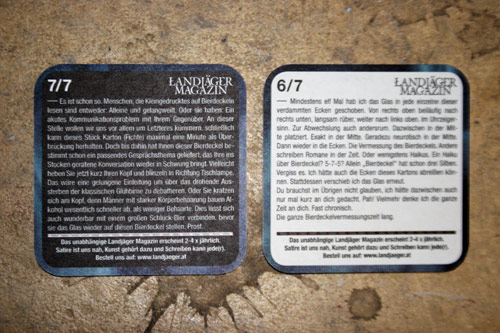 7/7
LANDJÄGER
MAGAZIN
— Es ist schon so. Menschen, die Kleingedrucktes auf Bierdeckeln
lesen sind entweder: Alleine und gelangweilt. Oder sie haben: Ein
akutes Kommunikationsproblem mit Ihrem Gegenüber. An dieser
Stelle wollen wir uns vor allem um Letzteres kümmern, schließlich
kann dieses Stück Karton (Fichte) maximal eine Minute als Über-
brückung herhalten. Doch bis dahin hat Ihnen dieser Bierdeckel be-
stimmt schon ein passendes Gesprächsthema geliefert, das Ihre ins
Stocken geratene Konversation wieder in Schwung bringt. Vielleicht
heben Sie jetzt kurz Ihren Kopf und blinzeln in Richtung Tischlampe.
Das wäre eine gelungene Einleitung um über das drohende Aus-
sterben der klassischen Glühbirne zu debattieren. Oder Sie kratzen
sich am Kopf, denn Männer mit starker Körperbehaarung bauen Al-
kohol wesentlich schneller ab, als weniger Behaarte. Dies lässt sich
auch wunderbar mit einem großen Schluck Bier verbinden, bevor
sie das Glas wieder auf diesen Bierdeckel stellen. Prost.
Das unabhängige Landjäger Magazin erscheint 2-4 x jährlich.
Satire ist uns nah, Kunst gehört dazu und Schreiben kann jede(r).
Bestell uns auf: www.landjaeger.at
6/7
LANDJÄGER
MAGAZIN
— Mindestens elf Mal hab ich das Glas in jede einzelne dieser
verdammten Ecken geschoben. Von rechts oben beiläufig nach
rechts unten, langsam rüber, weiter nach links oben. Im Uhrzeiger-
sinn. Zur Abwechslung auch andersrum. Dazwischen in der Mit-
te platziert. Exakt in der Mitte. Geradezu neurotisch in der Mitte.
Dann wieder in die Ecken. Die Vermessung des Bierdeckels. Andere
schreiben Romane in der Zeit. Oder wenigstens Haikus. Ein Haiku
über Bierdeckel? 5-7-5? Allein „Bierdeckel“ hat schon drei Silben.
Vergiss es. Ich hätte auch die Ecken dieses Kartons abreißen kön-
nen. Stattdessen verschieb ich das Glas erneut.
Du brauchst im Übrigen nicht glauben, ich hätte dazwischen auch
nur mal kurz an dich gedacht. Pah! Vielmehr denke ich die ganze
Zeit an dich. Fast chronisch.
Die ganze Bierdeckelvermessungszeit lang.
Das unabhängige Landjäger Magazin erscheint 2-4 x jährlich.
Satire ist uns nah, Kunst gehört dazu und Schreiben kann jede(r).
Bestell uns auf: www.landjaeger.at